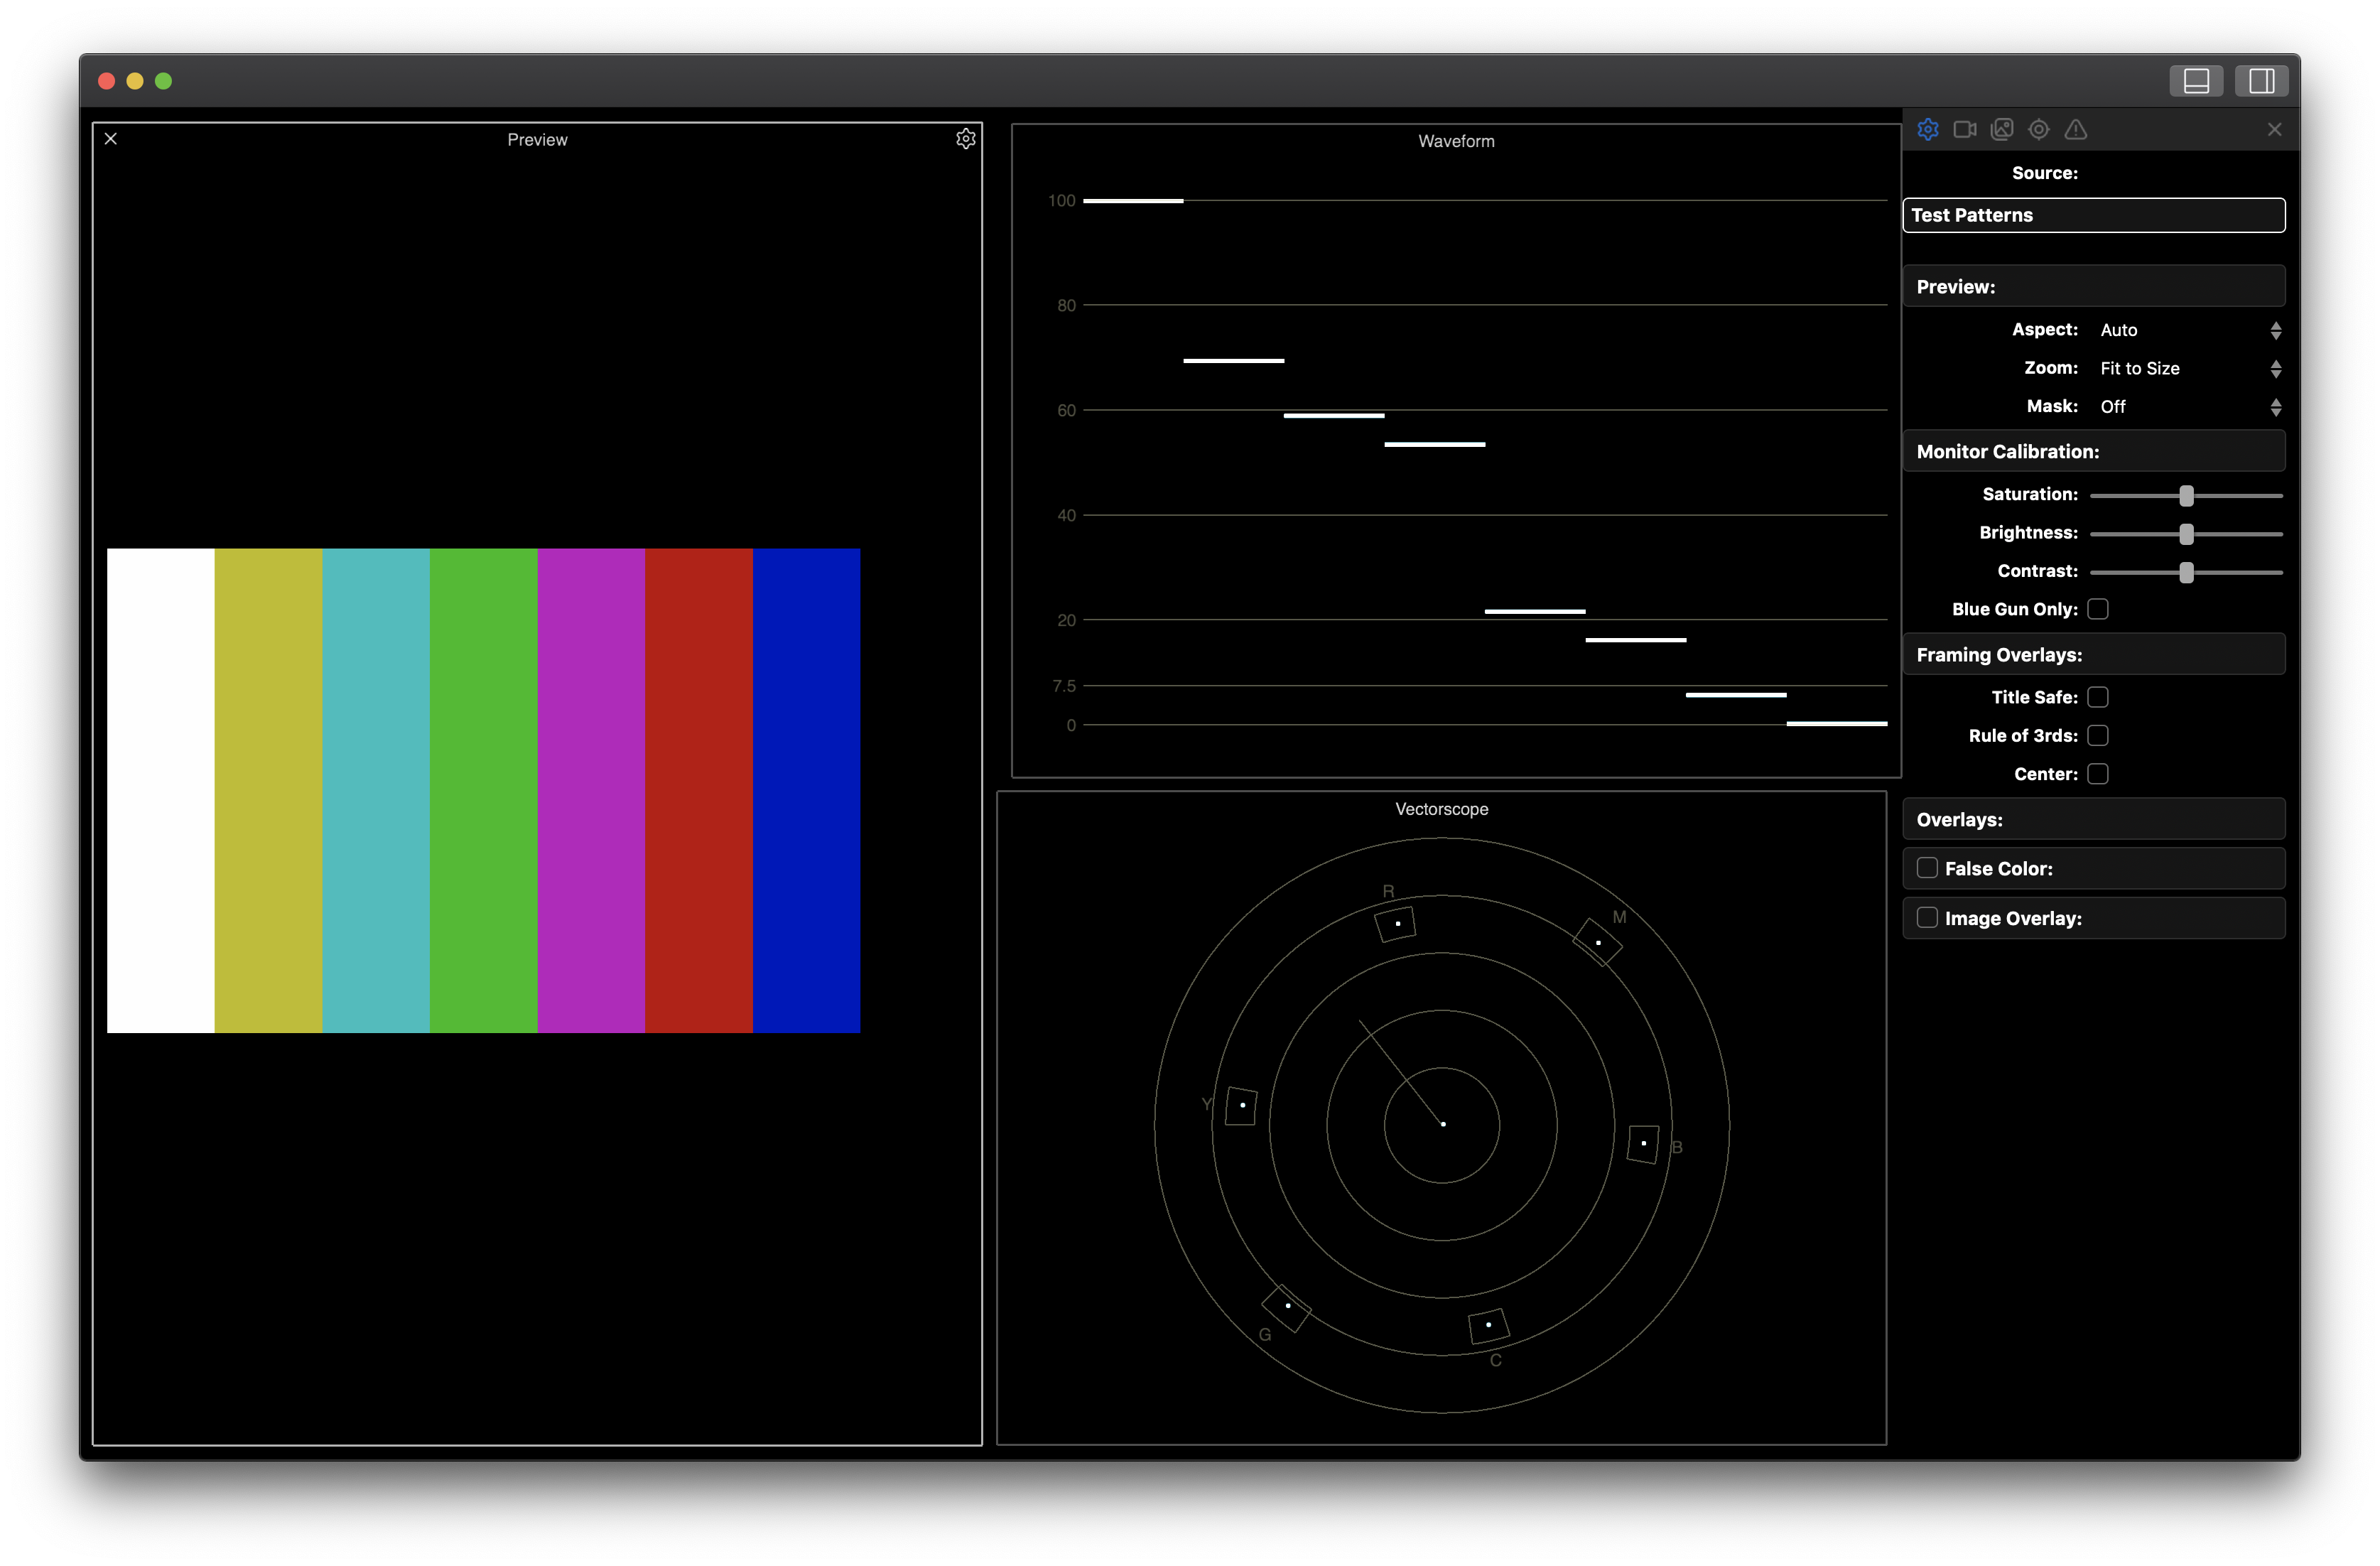 Preview
Waveform
100
80
60
40
20
7.5
0
Vectorscope
R
M
Y
B
G
C
Source:
Test Patterns
Preview:
Aspect: Auto
Zoom: Fit to Size
Mask: Off
Monitor Calibration:
Saturation:
Brightness:
Contrast:
Blue Gun Only:
Framing Overlays:
Title Safe:
Rule of 3rds:
Center:
Overlays:
False Color:
Image Overlay: